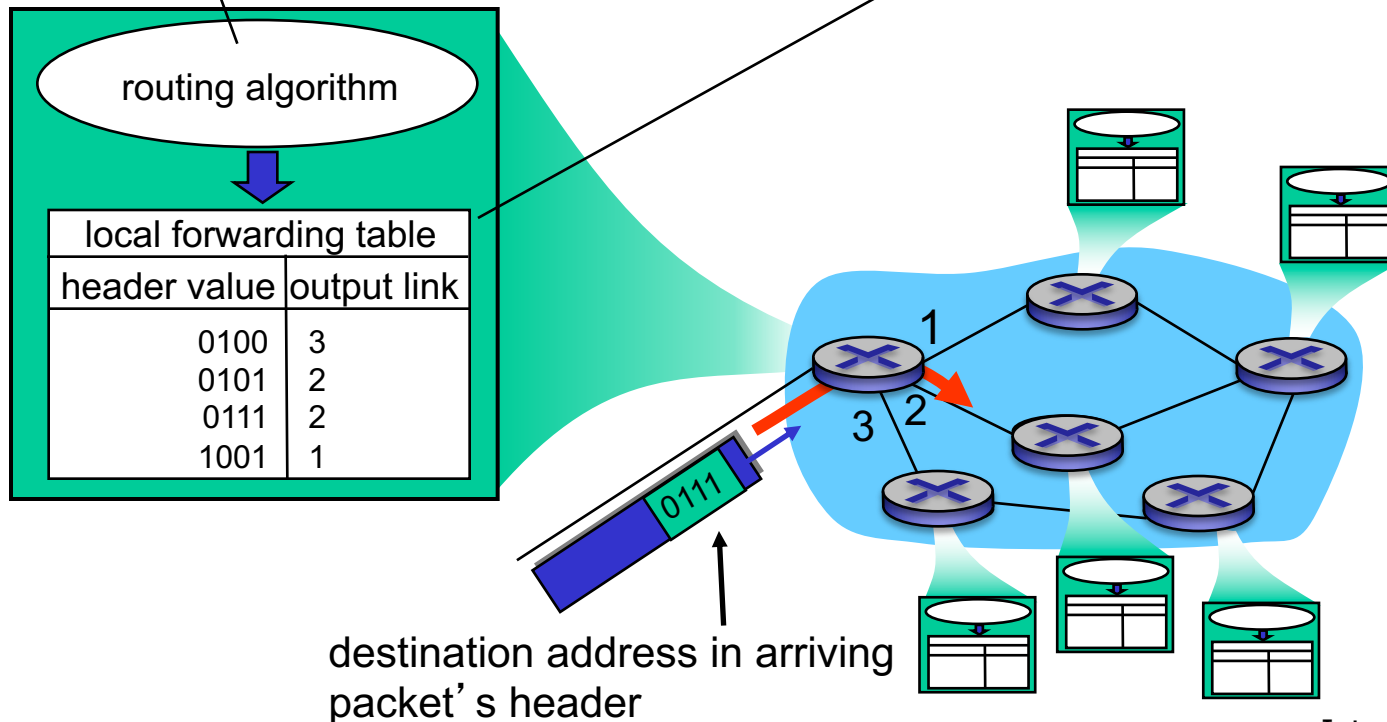 routing algorithm
local forwarding table
header value output link
0100 3
0101 2
0111 2
1001 1
1
2
3
0111
destination address in arriving
packet’s header